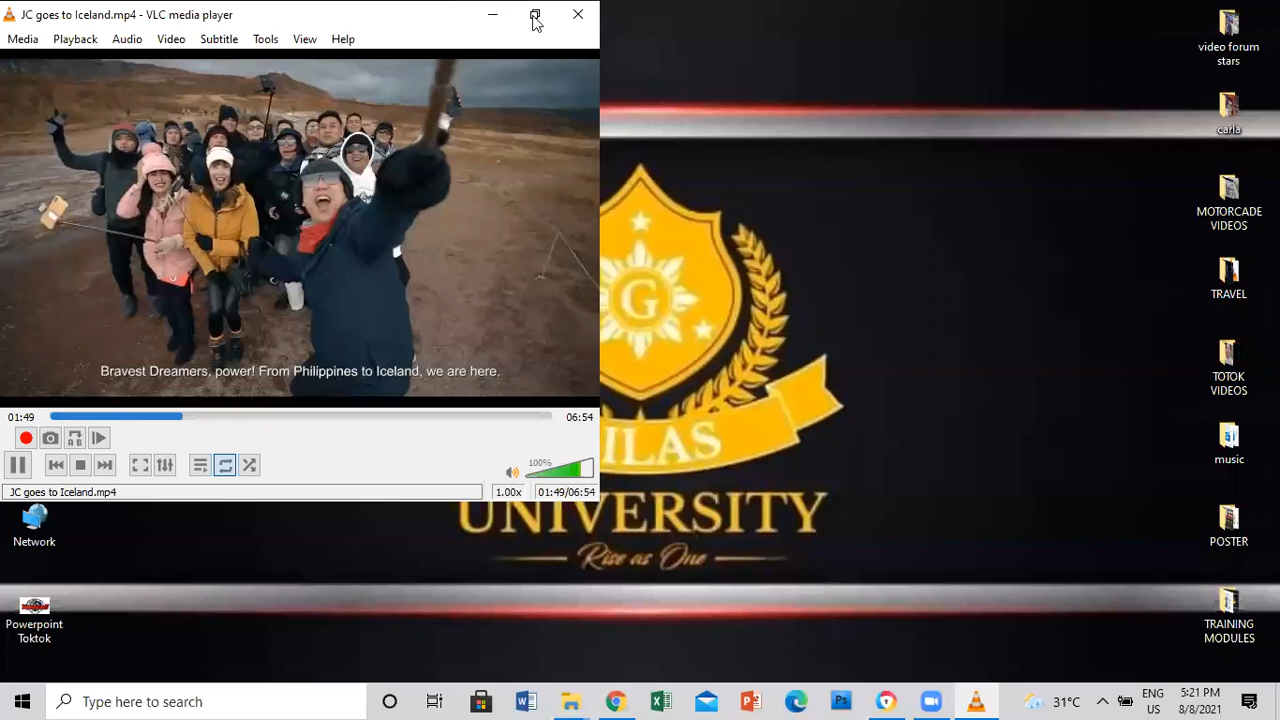 JC goes to Iceland.mp4 - VLC media player
Media Playback Audio Video Subtitle Tools View Help
Bravest Dreamers, power! From Philippines to Iceland, we are here.
01:49 06:54
100%
JC goes to Iceland.mp4 1.00x 01:49/06:54
G
ILAS
UNIVERSITY
Rise as One
Network
Powerpoint
Toktok
video forum
stars
carla
MOTORCADE
VIDEOS
TRAVEL
TOTOK
VIDEOS
music
POSTER
TRAINING
MODULES
Type here to search
31°C
ENG
US
5:21 PM
8/8/2021